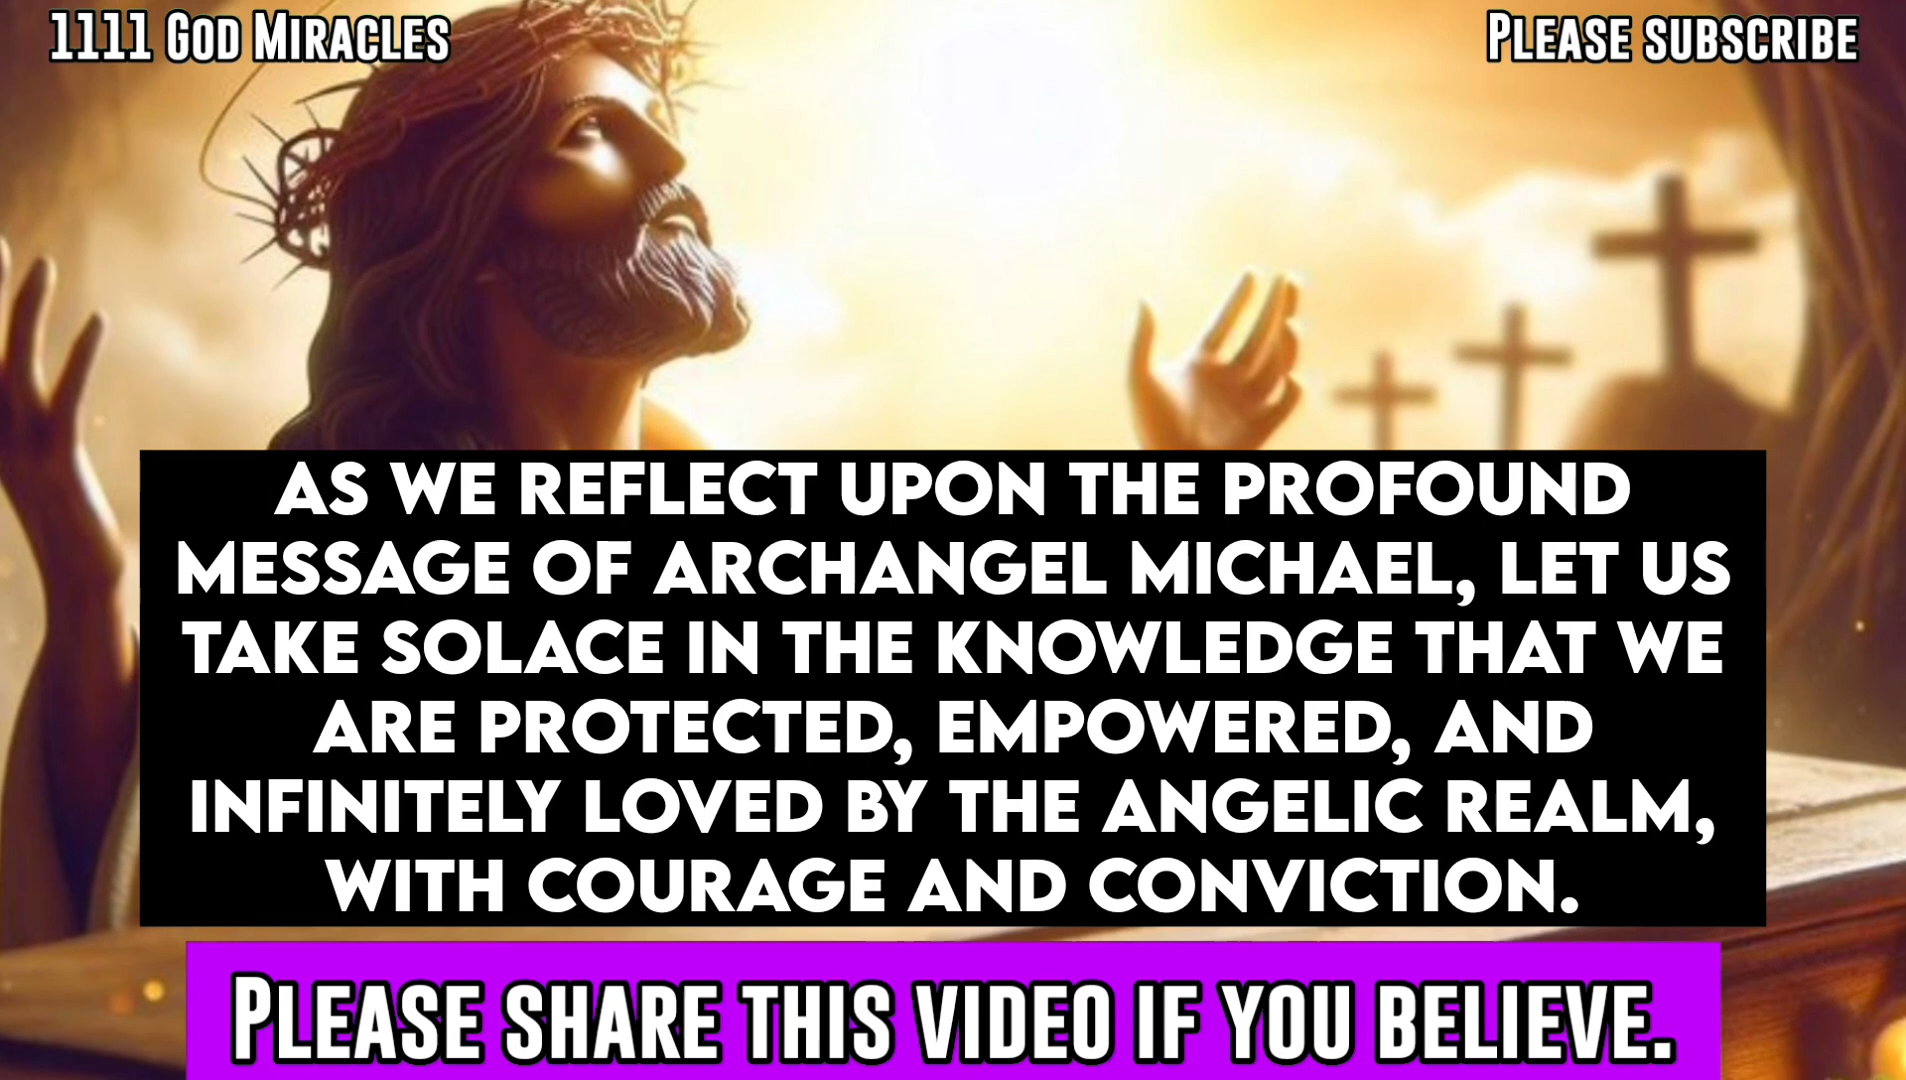 1111 God Miracles
Please subscribe
AS WE REFLECT UPON THE PROFOUND
MESSAGE OF ARCHANGEL MICHAEL, LET US
TAKE SOLACE IN THE KNOWLEDGE THAT WE
ARE PROTECTED, EMPOWERED, AND
INFINITELY LOVED BY THE ANGELIC REALM,
WITH COURAGE AND CONVICTION.
Please share this video if you believe.